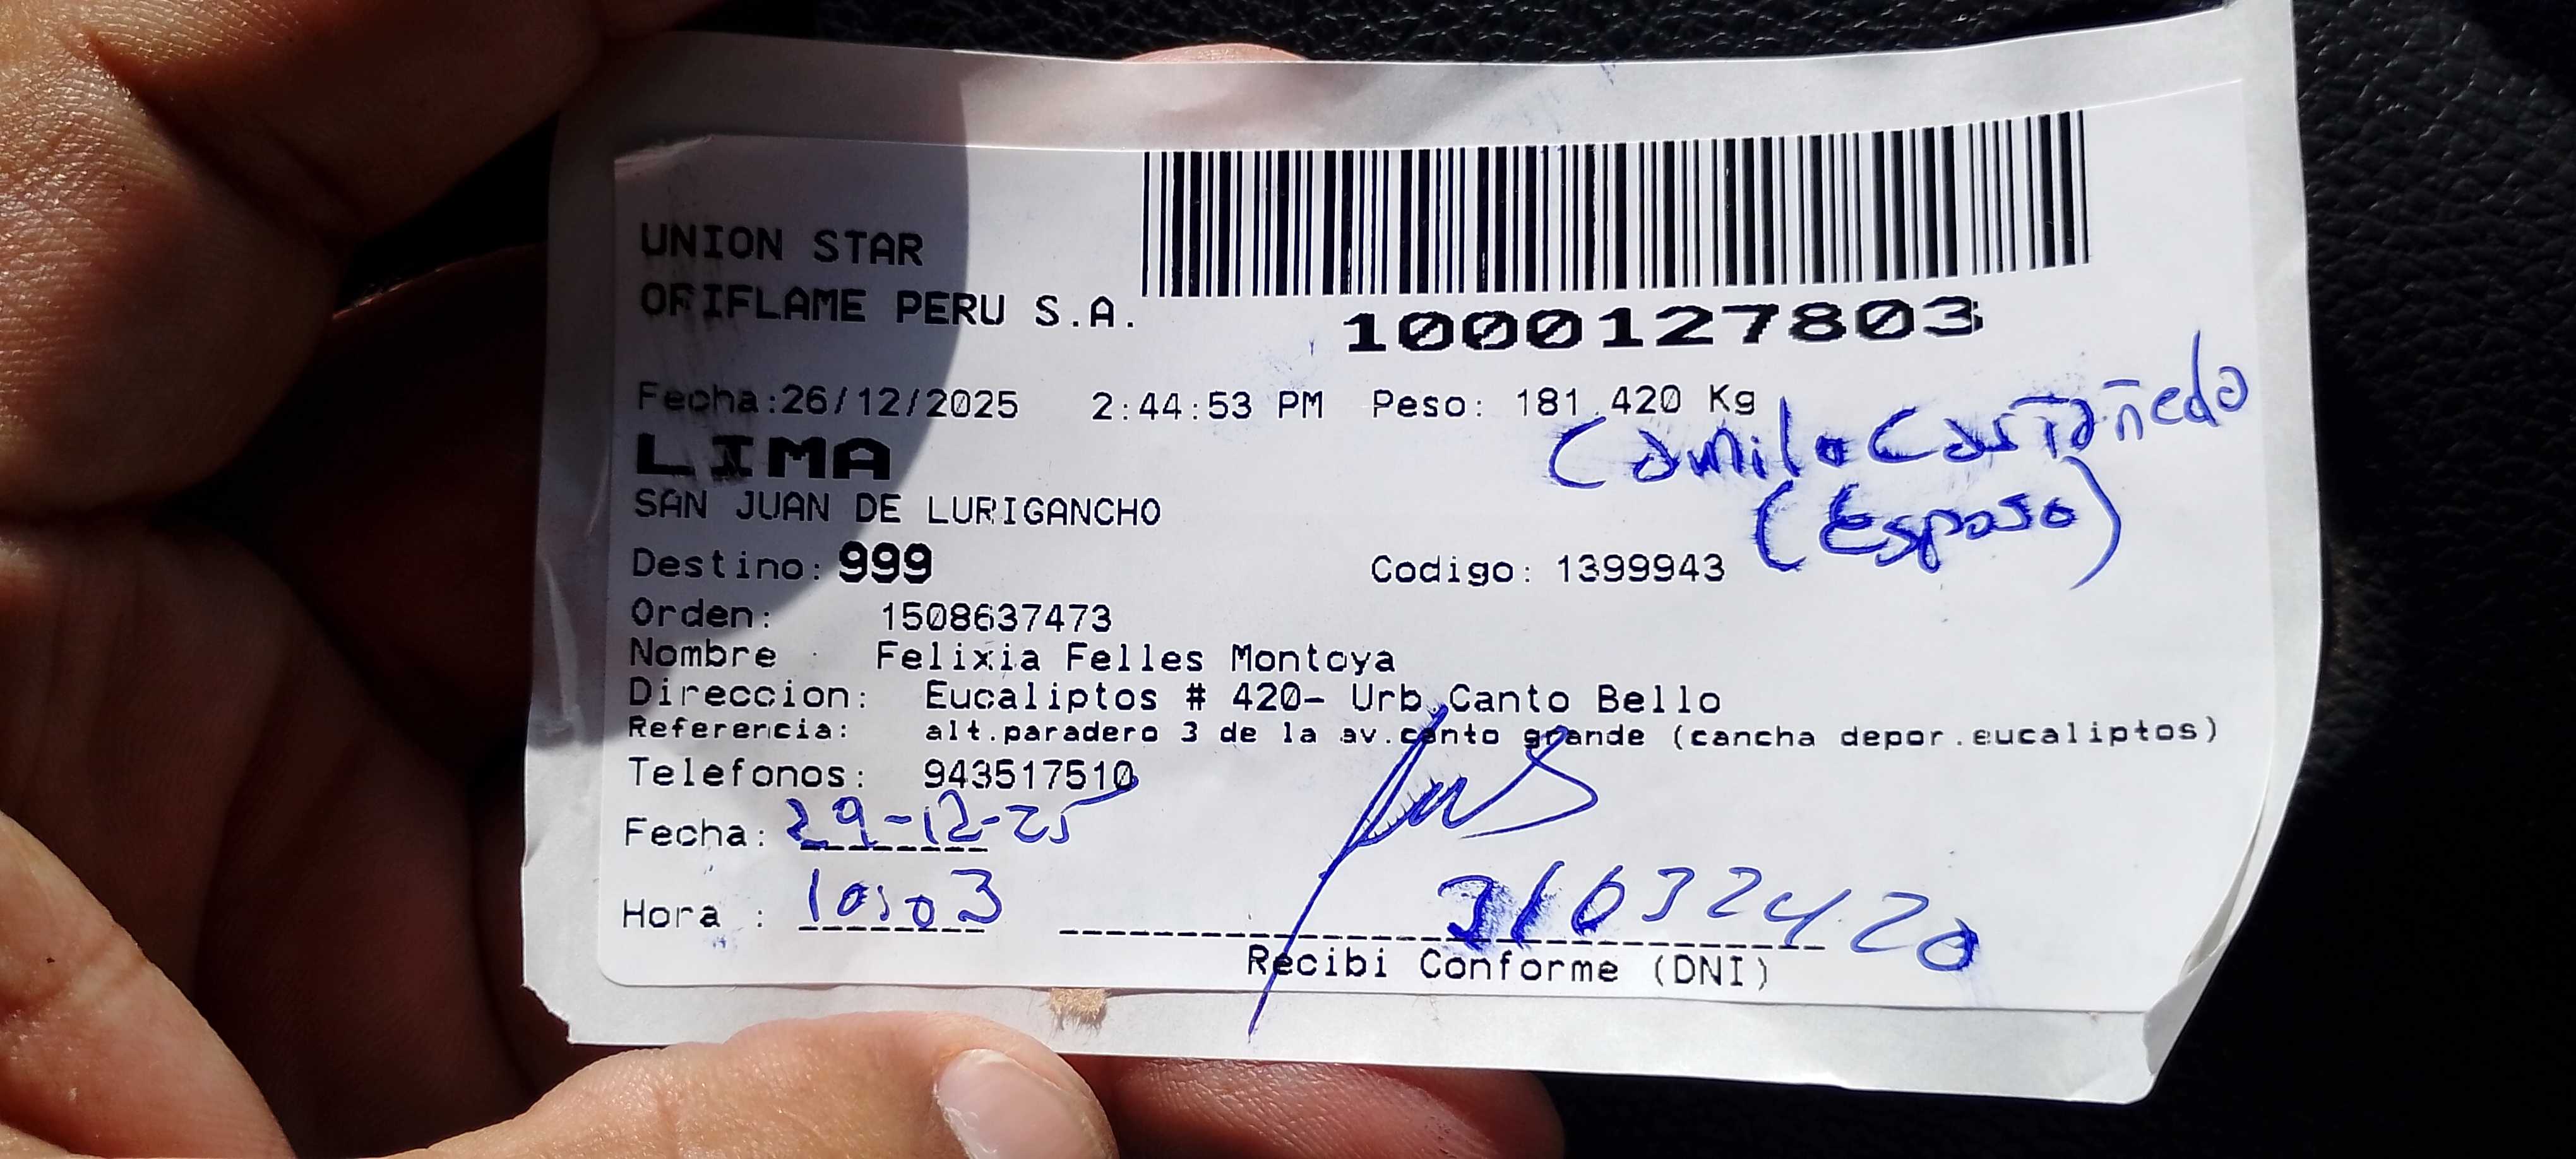 UNION STAR
ORIFLAME PERU S.A.
1000127803
Fecha:26/12/2025 2:44:53 PM Peso: 181.420 Kg
LIMA
Camilo Castañedo
SAN JUAN DE LURIGANCHO
(Esposo)
Destino: 999 Codigo: 1399943
Orden: 1508637473
Nombre : Felixia Felles Montoya
Direccion: Eucaliptos # 420- Urb.Canto Bello
Referencia: alt.paradero 3 de la av.canto grande (cancha depor.eucaliptos)
Telefonos: 943517510
Fecha: 29-12-25
Hora : 10:03
31632420
Recibi Conforme (DNI)